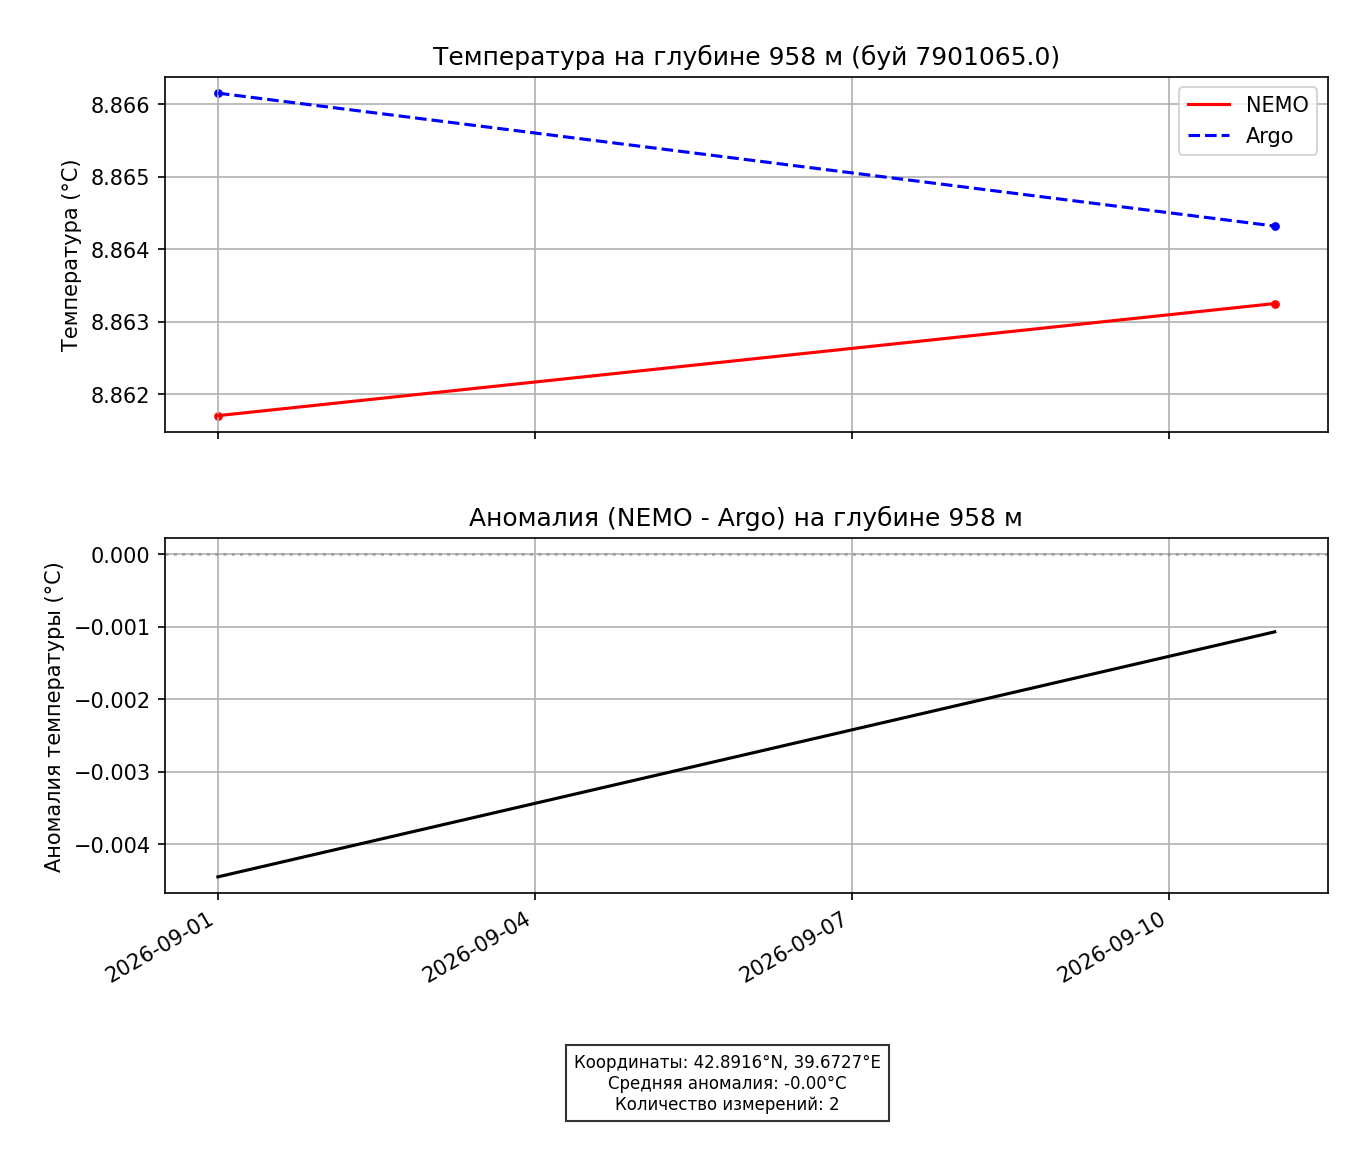 Температура на глубине 958 м (буй 7901065.0)
Температура (°C)
8.866
8.865
8.864
8.863
8.862
NEMO
Argo
Аномалия (NEMO - Argo) на глубине 958 м
Аномалия температуры (°C)
0.000
−0.001
−0.002
−0.003
−0.004
2026-09-01
2026-09-04
2026-09-07
2026-09-10
Координаты: 42.8916°N, 39.6727°E
Средняя аномалия: -0.00°C
Количество измерений: 2